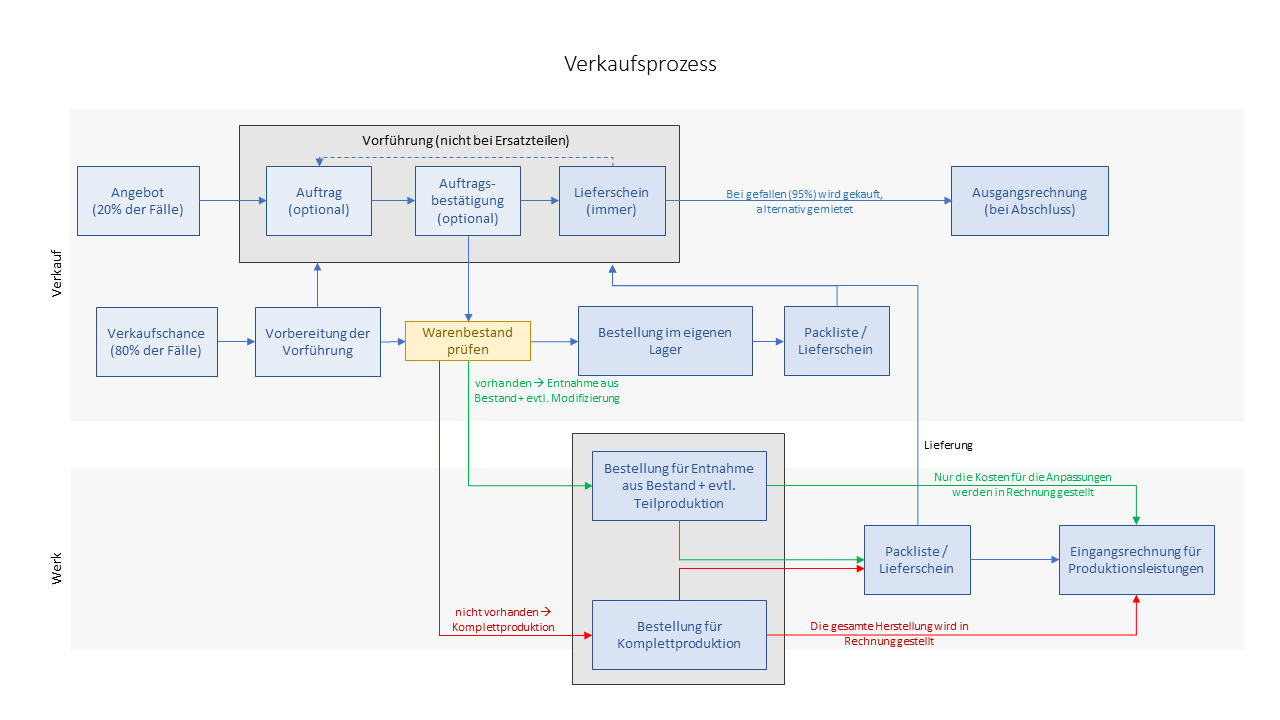 Verkaufsprozess
Vorführung (nicht bei Ersatzteilen)
Angebot
(20% der Fälle)
Auftrag
(optional)
Auftrags-
bestätigung
(optional)
Lieferschein
(immer)
Bei gefallen (95%) wird gekauft,
alternativ gemietet
Ausgangsrechnung
(bei Abschluss)
Verkauf
Verkaufschance
(80% der Fälle)
Vorbereitung der
Vorführung
Warenbestand
prüfen
Bestellung im eigenen
Lager
Packliste /
Lieferschein
vorhanden → Entnahme aus
Bestand + evtl. Modifizierung
Lieferung
Werk
Bestellung für Entnahme
aus Bestand + evtl.
Teilproduktion
Nur die Kosten für die Anpassungen
werden in Rechnung gestellt
Packliste /
Lieferschein
Eingangsrechnung für
Produktionsleistungen
nicht vorhanden →
Komplettproduktion
Bestellung für
Komplettproduktion
Die gesamte Herstellung wird in
Rechnung gestellt